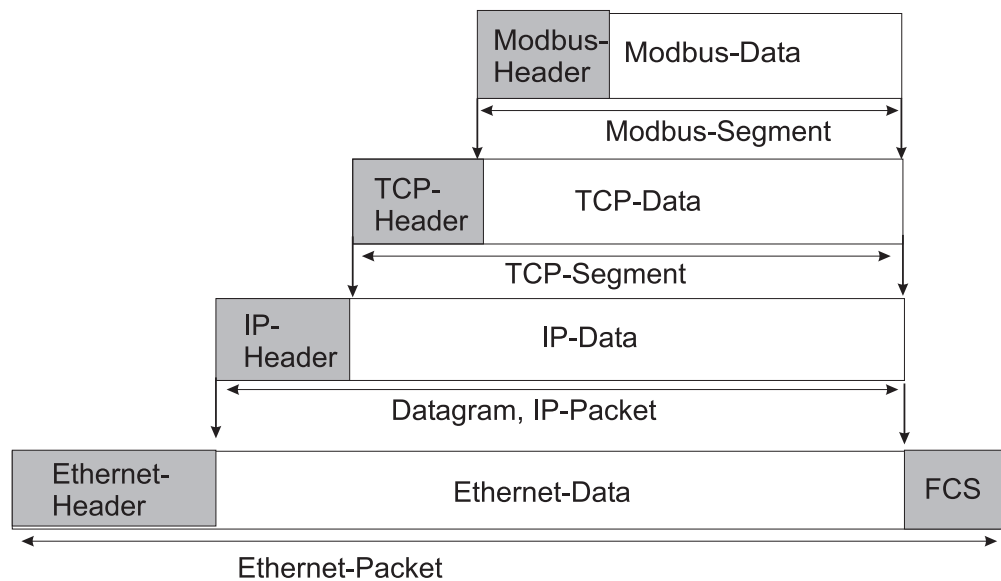 Modbus-
Header
Modbus-Data
Modbus-Segment
TCP-
Header
TCP-Data
TCP-Segment
IP-
Header
IP-Data
Datagram, IP-Packet
Ethernet-
Header
Ethernet-Data
FCS
Ethernet-Packet